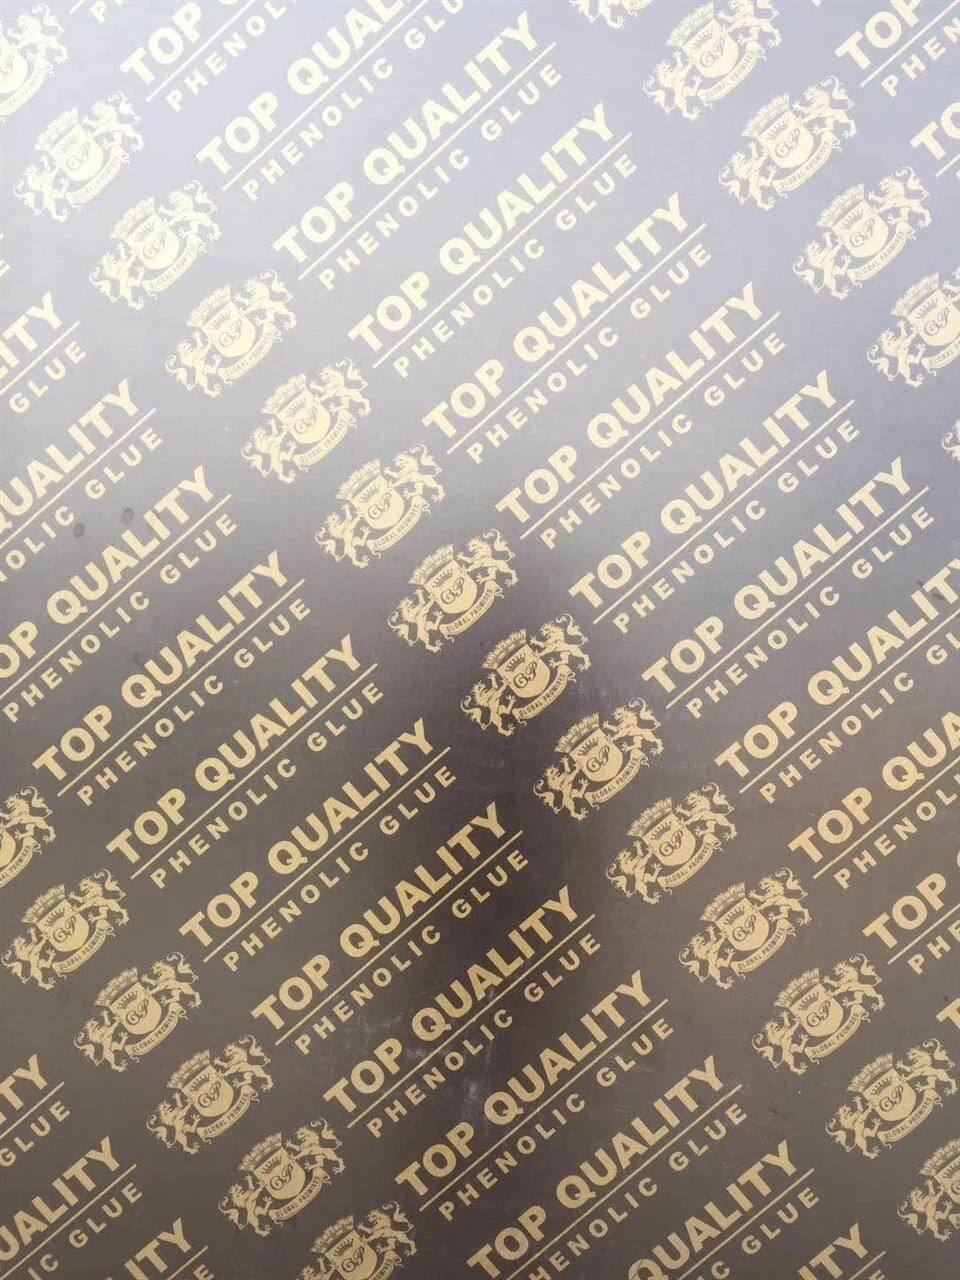 TOP QUALITY
PHENOLIC GLUE
GP
GLOBAL PROMISES